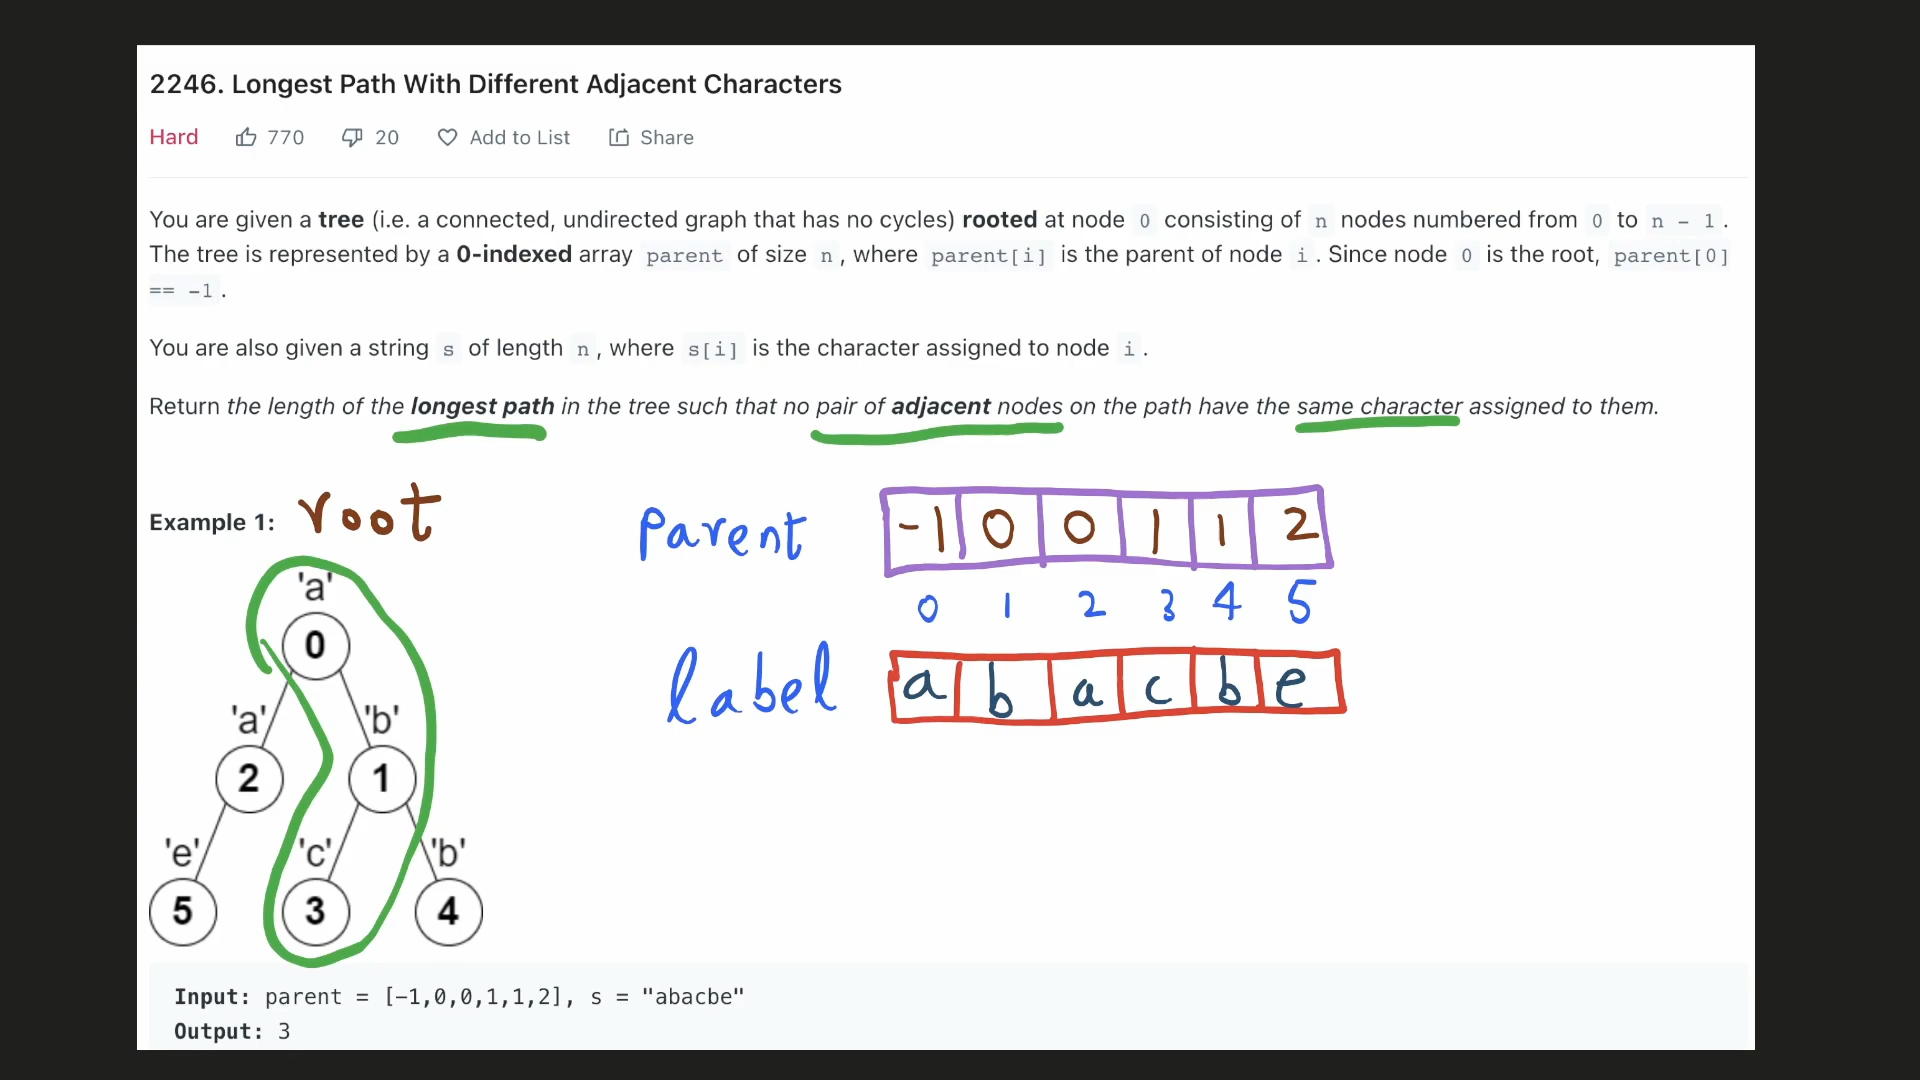 2246. Longest Path With Different Adjacent Characters
Hard 770 20 Add to List Share
You are given a tree (i.e. a connected, undirected graph that has no cycles) rooted at node 0 consisting of n nodes numbered from 0 to n - 1.
The tree is represented by a 0-indexed array parent of size n, where parent[i] is the parent of node i. Since node 0 is the root, parent[0]
== -1.
You are also given a string s of length n, where s[i] is the character assigned to node i.
Return the length of the longest path in the tree such that no pair of adjacent nodes on the path have the same character assigned to them.
Example 1: root
parent -1 0 0 1 1 2
0 1 2 3 4 5
label a b a c b e
'a'
0
'a' 'b'
2 1
'e' 'c' 'b'
5 3 4
Input: parent = [-1,0,0,1,1,2], s = "abacbe"
Output: 3